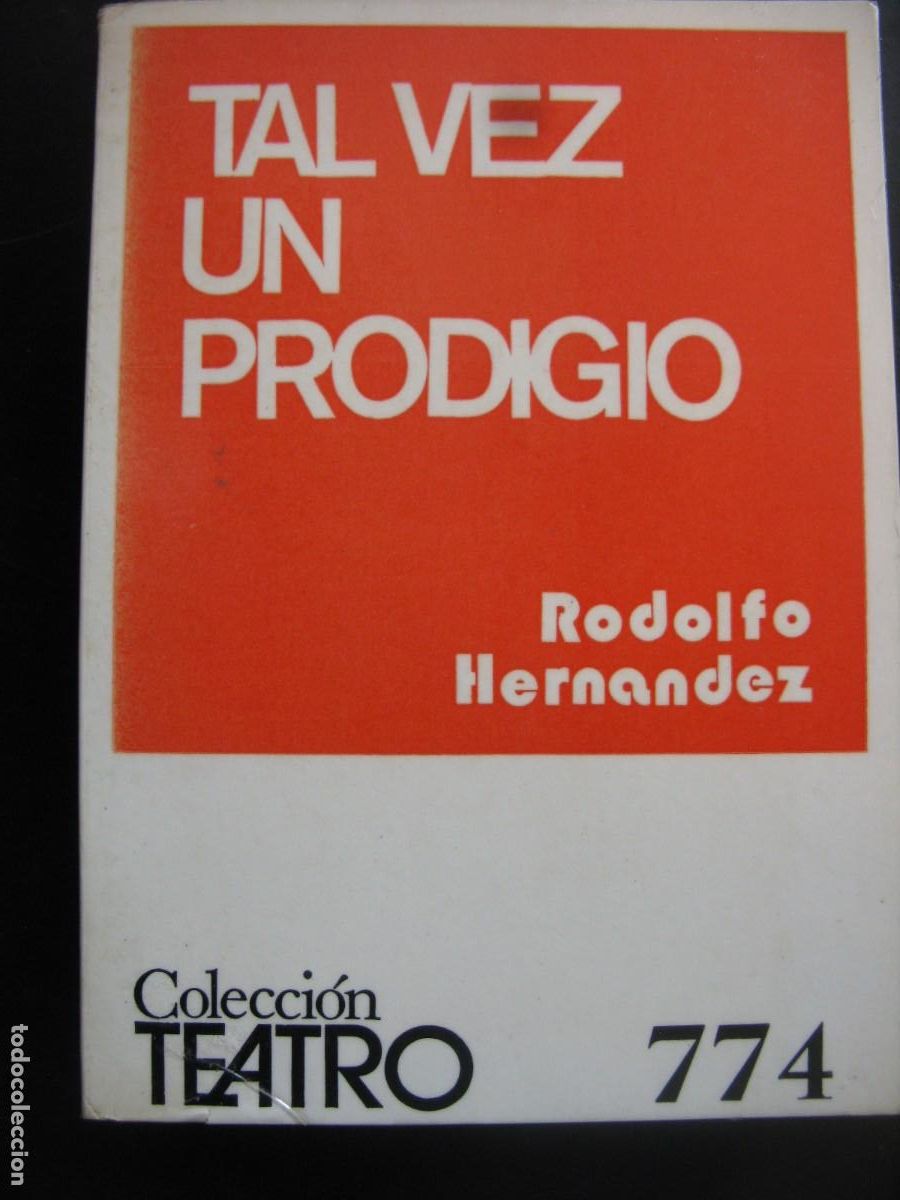 TAL VEZ
UN
PRODIGIO
Rodolfo
Hernandez
Colección
TEATRO
774
todocoleccion